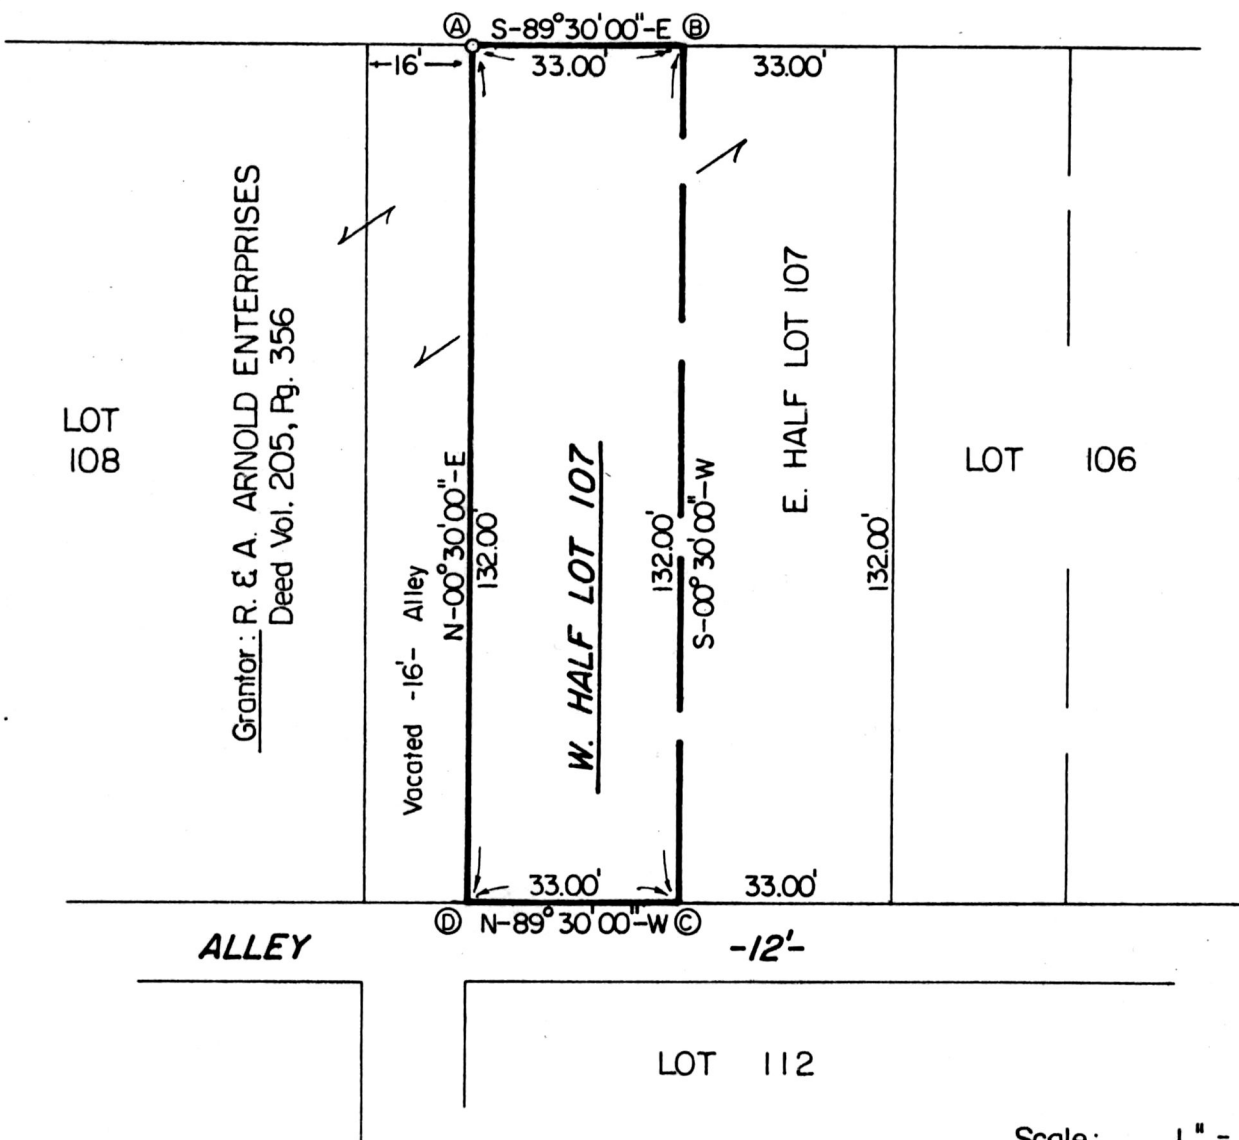 Ⓐ S-89°30'00"-E Ⓑ
16'
33.00'
33.00'
Grantor: R. & A. ARNOLD ENTERPRISES
Deed Vol. 205, Pg. 356
LOT
108
Vacated -16'- Alley
N-00°30'00"-E
132.00'
W. HALF LOT 107
132.00'
S-00°30'00"-W
E. HALF LOT 107
132.00'
LOT 106
33.00'
33.00'
Ⓓ N-89°30'00"-W Ⓒ
ALLEY
-12'-
LOT 112
Scale: 1" =